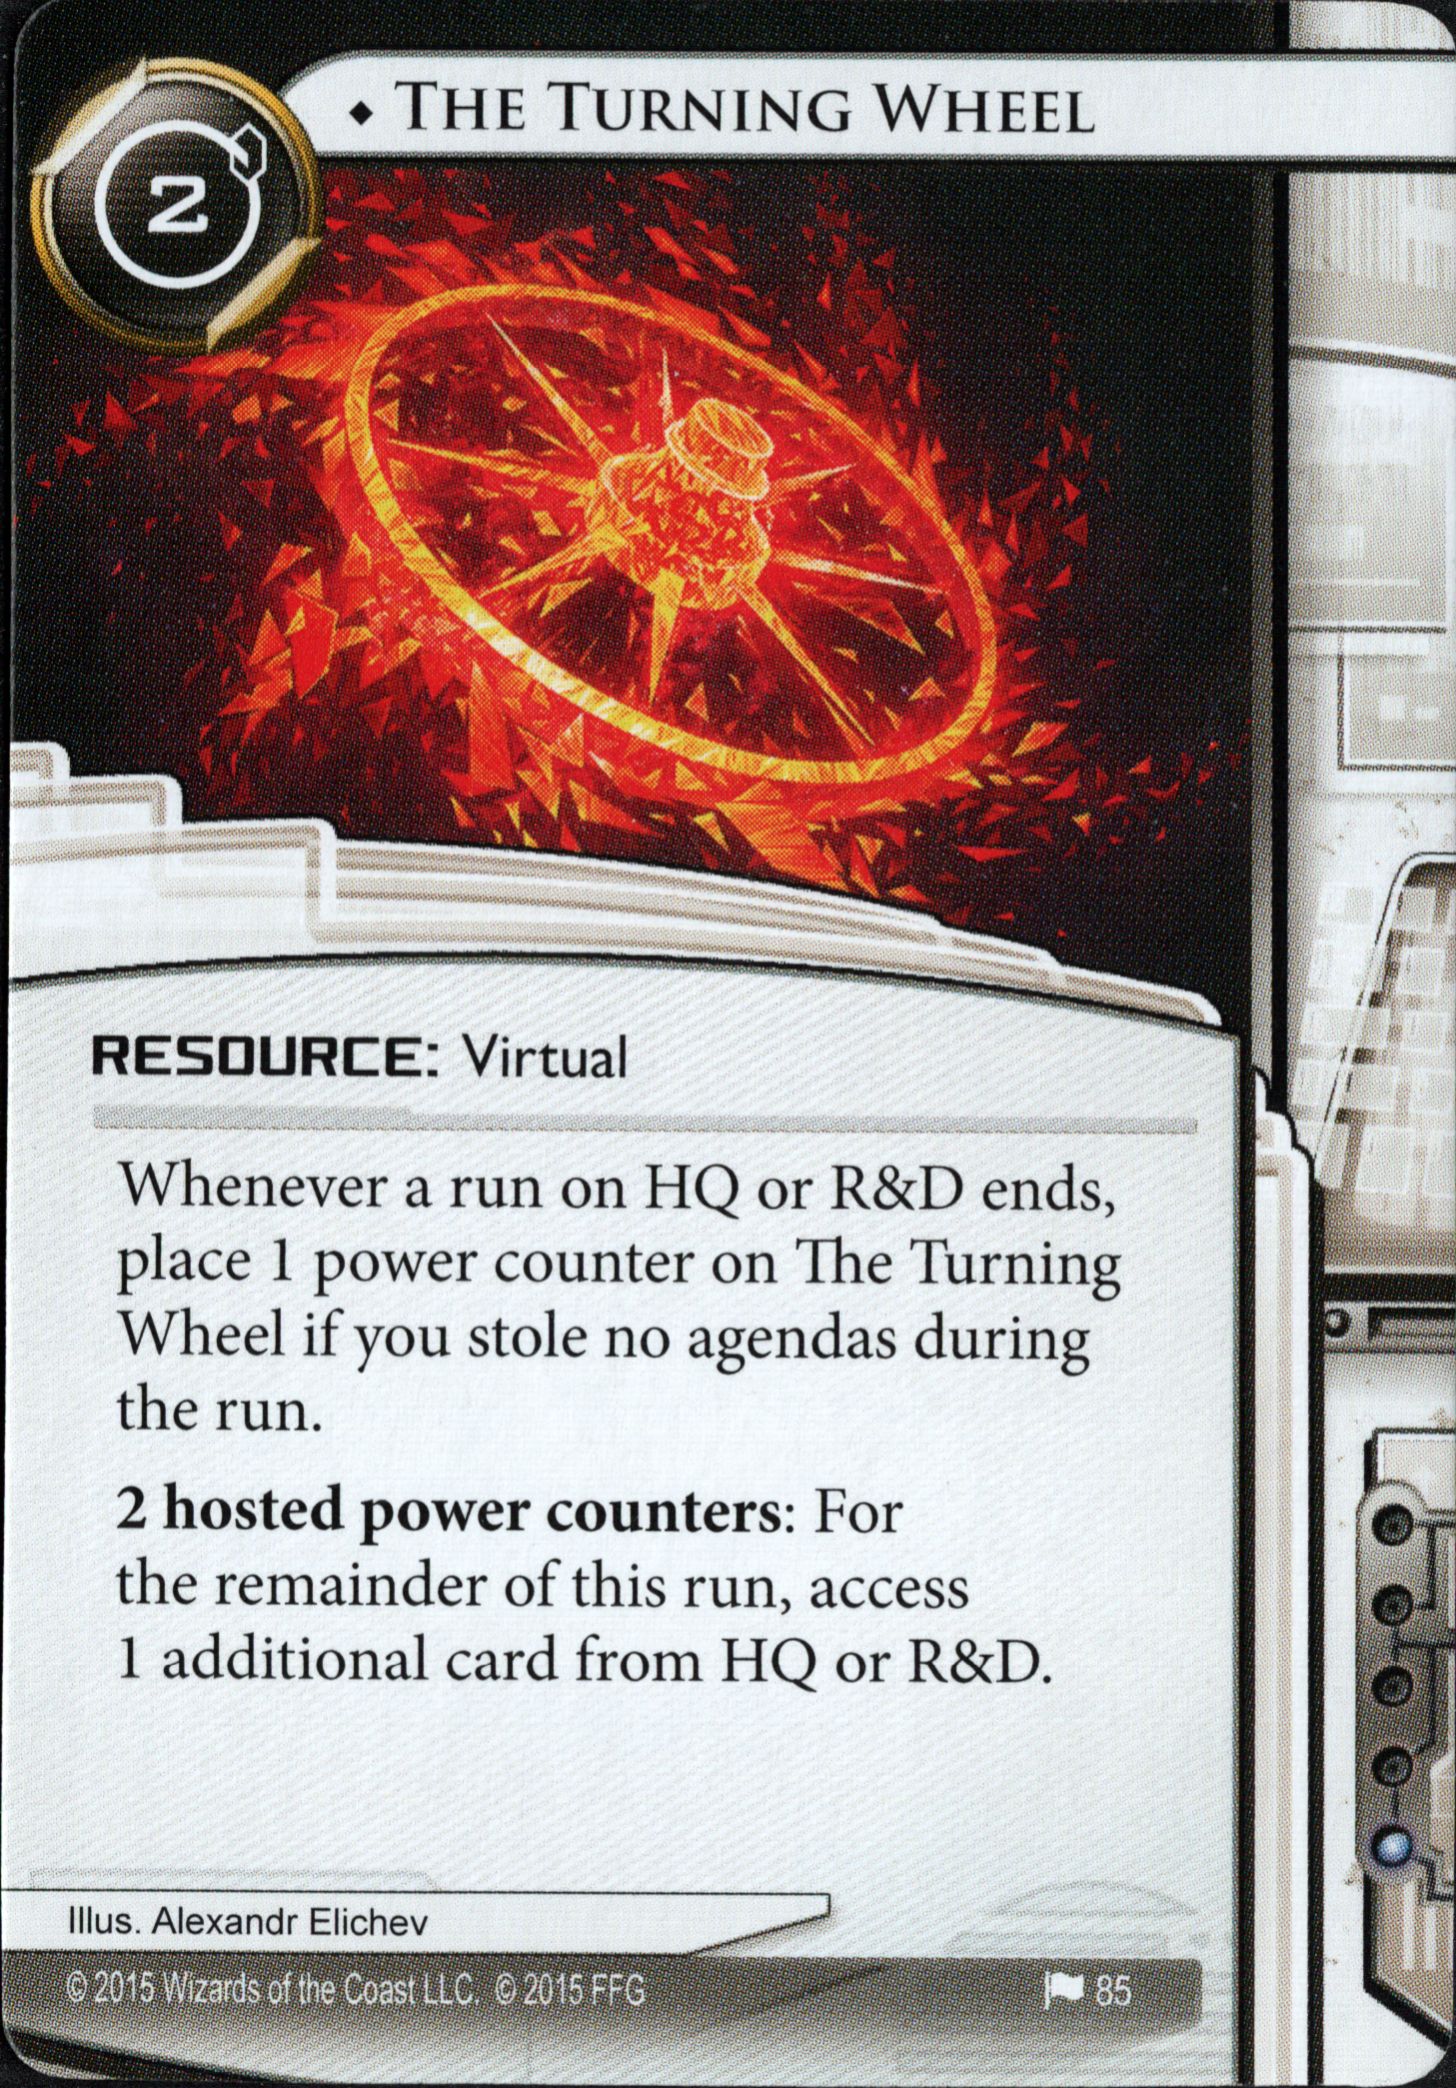 2
◆ The Turning Wheel
RESOURCE: Virtual
Whenever a run on HQ or R&D ends,
place 1 power counter on The Turning
Wheel if you stole no agendas during
the run.
2 hosted power counters: For
the remainder of this run, access
1 additional card from HQ or R&D.
Illus. Alexandr Elichev
© 2015 Wizards of the Coast LLC. © 2015 FFG
85